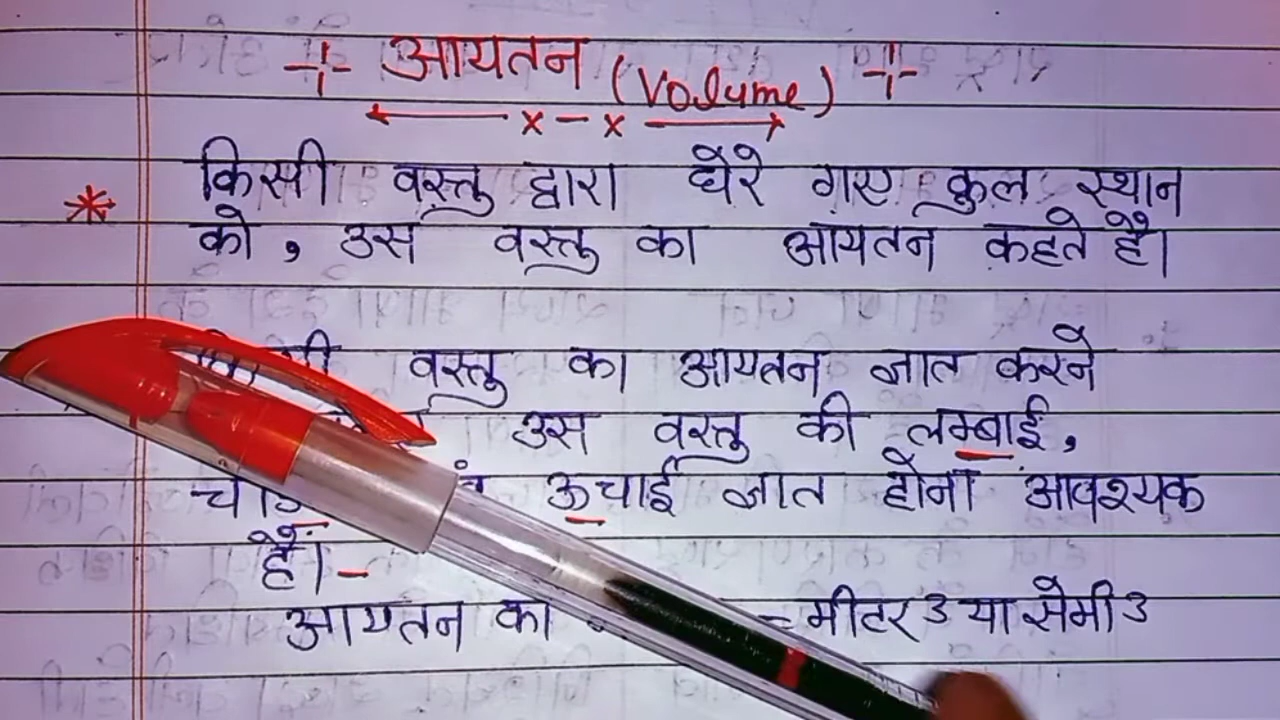 आयतन (Volume)
किसी वस्तु द्वारा घेरे गए कुल स्थान
को, उस वस्तु का आयतन कहते हैं।
वस्तु का आयतन ज्ञात करने
उस वस्तु की लम्बाई,
ऊचाई ज्ञात होना आवश्यक
हैं।
आयतन का = मीटर3 या सेमी3